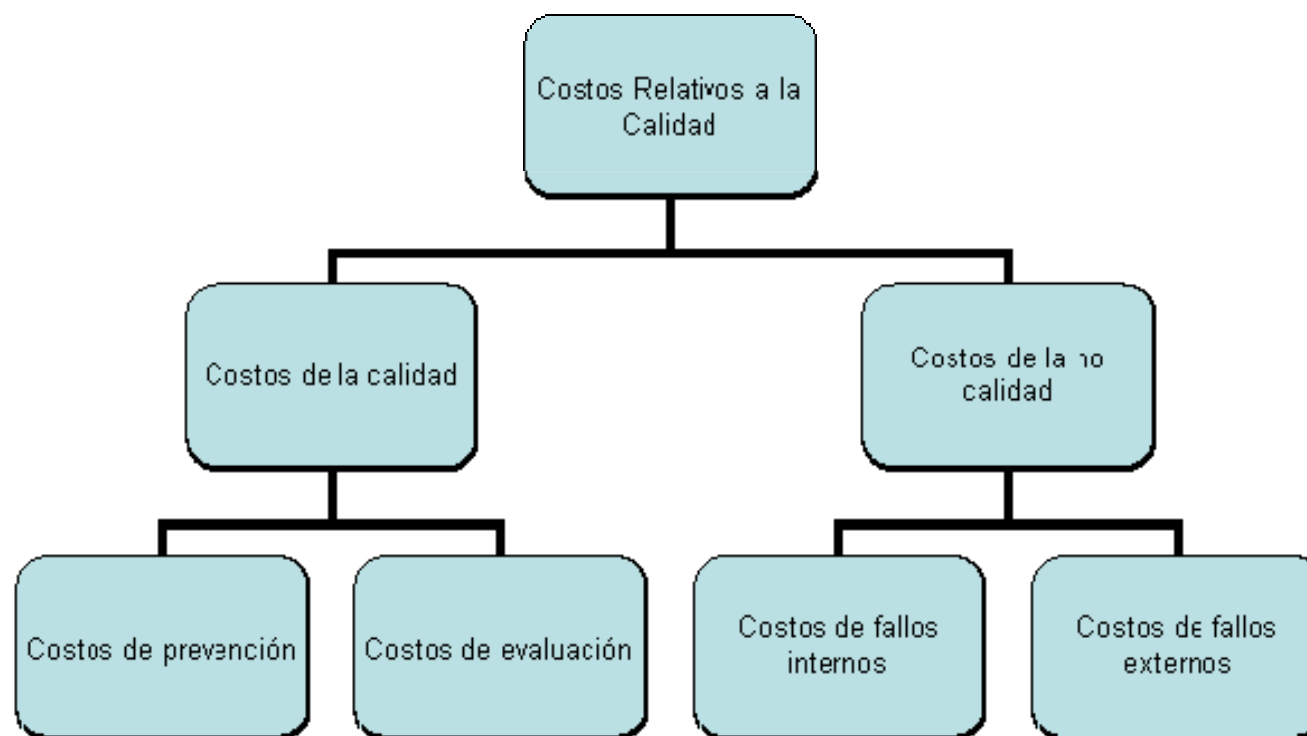 Costos Relativos a la
Calidad
Costos de la calidad
Costos de la no
calidad
Costos de prevención
Costos de evaluación
Costos de fallos
internos
Costos de fallos
externos